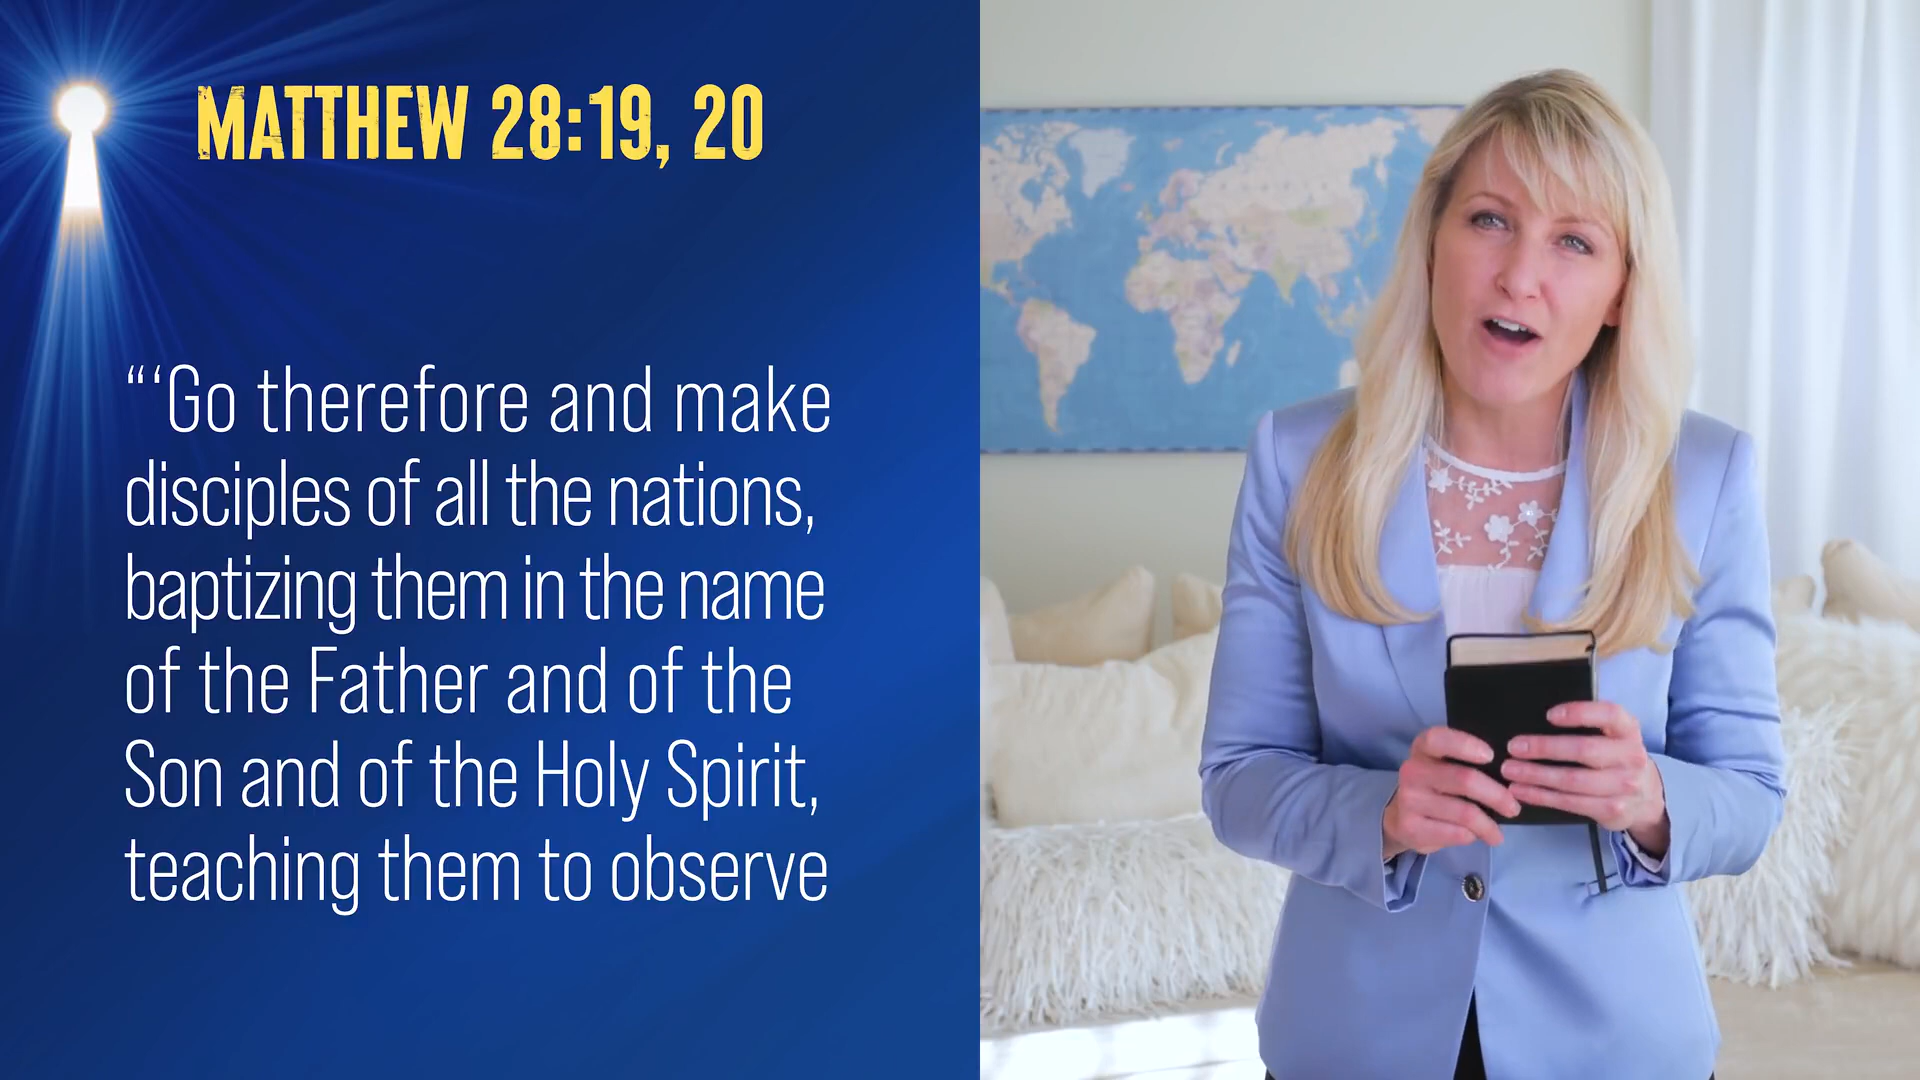 MATTHEW 28:19, 20
“‘Go therefore and make
disciples of all the nations,
baptizing them in the name
of the Father and of the
Son and of the Holy Spirit,
teaching them to observe